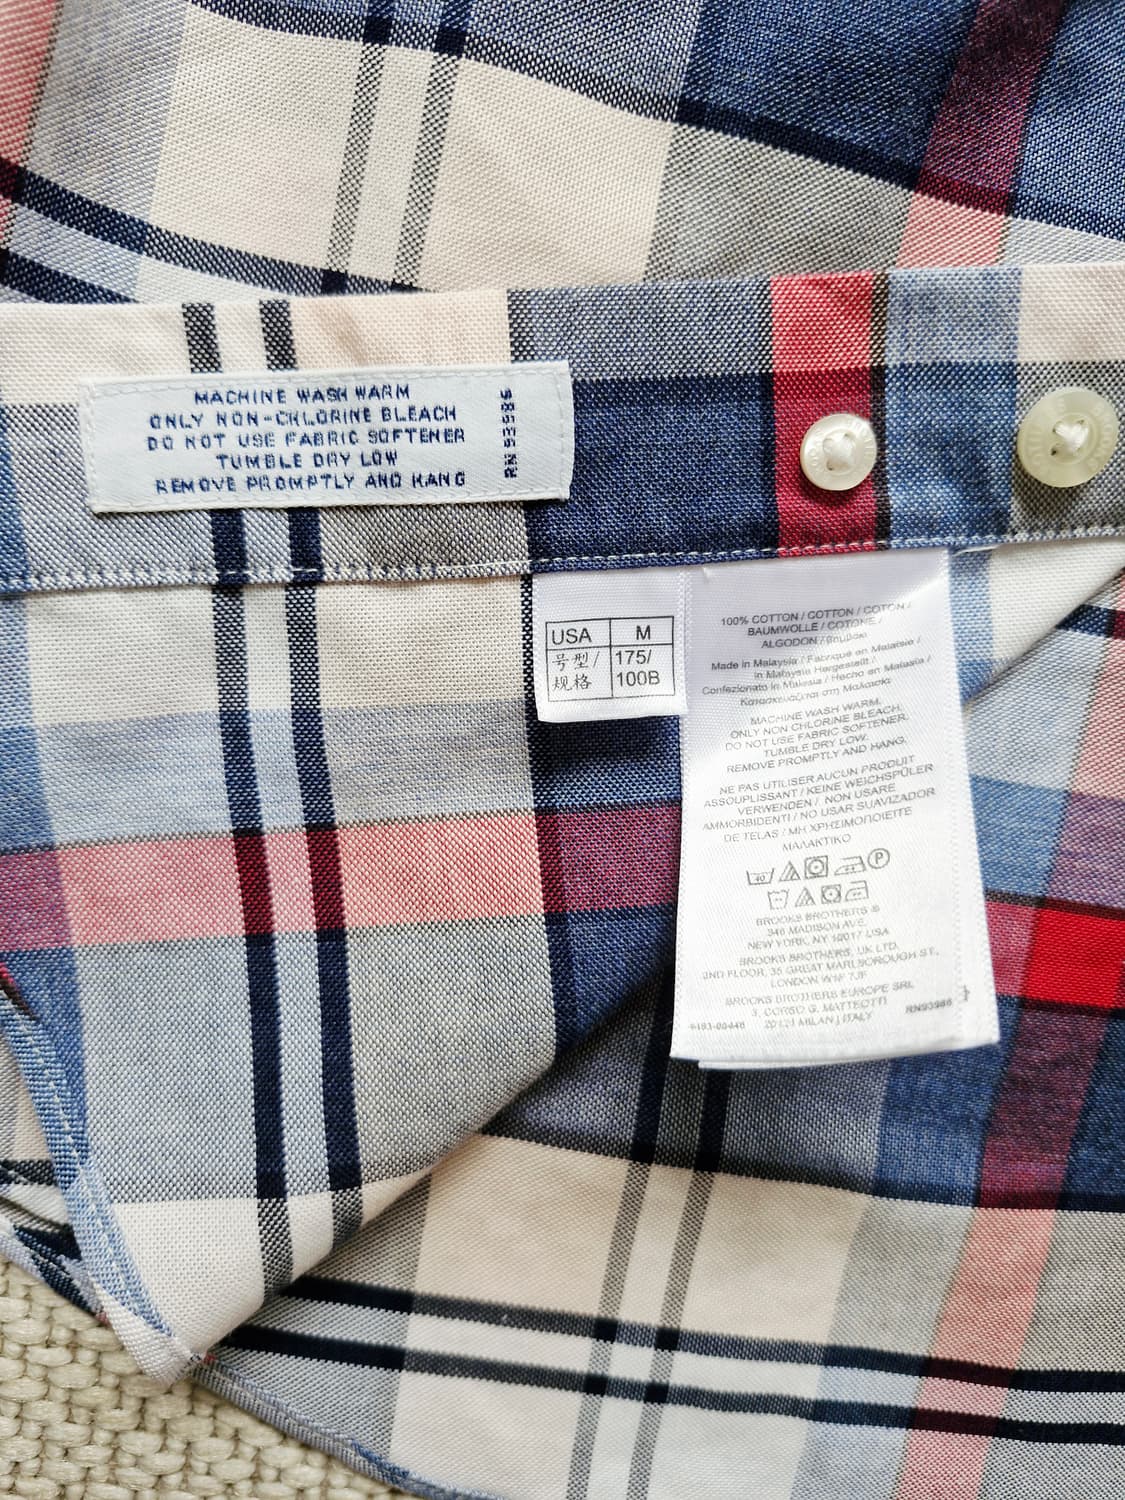 MACHINE WASH WARM
ONLY NON-CHLORINE BLEACH
DO NOT USE FABRIC SOFTENER
TUMBLE DRY LOW
REMOVE PROMPTLY AND HANG
USA M
号型/ 175/
规格 100B
100% COTTON / COTTON / COTON /
BAUMWOLLE / COTONE /
ALGODON / Βαμβάκι
Made in Malaysia / Fabriqué en Malaisie /
in Malaysia Hergestellt /
Confezionato in Malesia / Hecho en Malasia /
Κατασκευάζεται στη Μαλαισία
MACHINE WASH WARM.
ONLY NON CHLORINE BLEACH.
DO NOT USE FABRIC SOFTENER.
TUMBLE DRY LOW.
REMOVE PROMPTLY AND HANG.
NE PAS UTILISER AUCUN PRODUIT
ASSOUPLISSANT / KEINE WEICHSPÜLER
VERWENDEN / NON USARE
AMMORBIDENTI / NO USAR SUAVIZADOR
DE TELAS / ΜΗ ΧΡΗΣΙΜΟΠΟΙΕΙΤΕ
ΜΑΛΑΚΤΙΚΟ
40 P
BROOKS BROTHERS ®
346 MADISON AVE.
NEW YORK, NY 10017 USA
BROOKS BROTHERS, UK LTD.
2ND FLOOR, 35 GREAT MARLBOROUGH ST.,
LONDON W1F 7JF
BROOKS BROTHERS EUROPE SRL
3, CORSO G. MATTEOTTI
20121 MILAN / ITALY